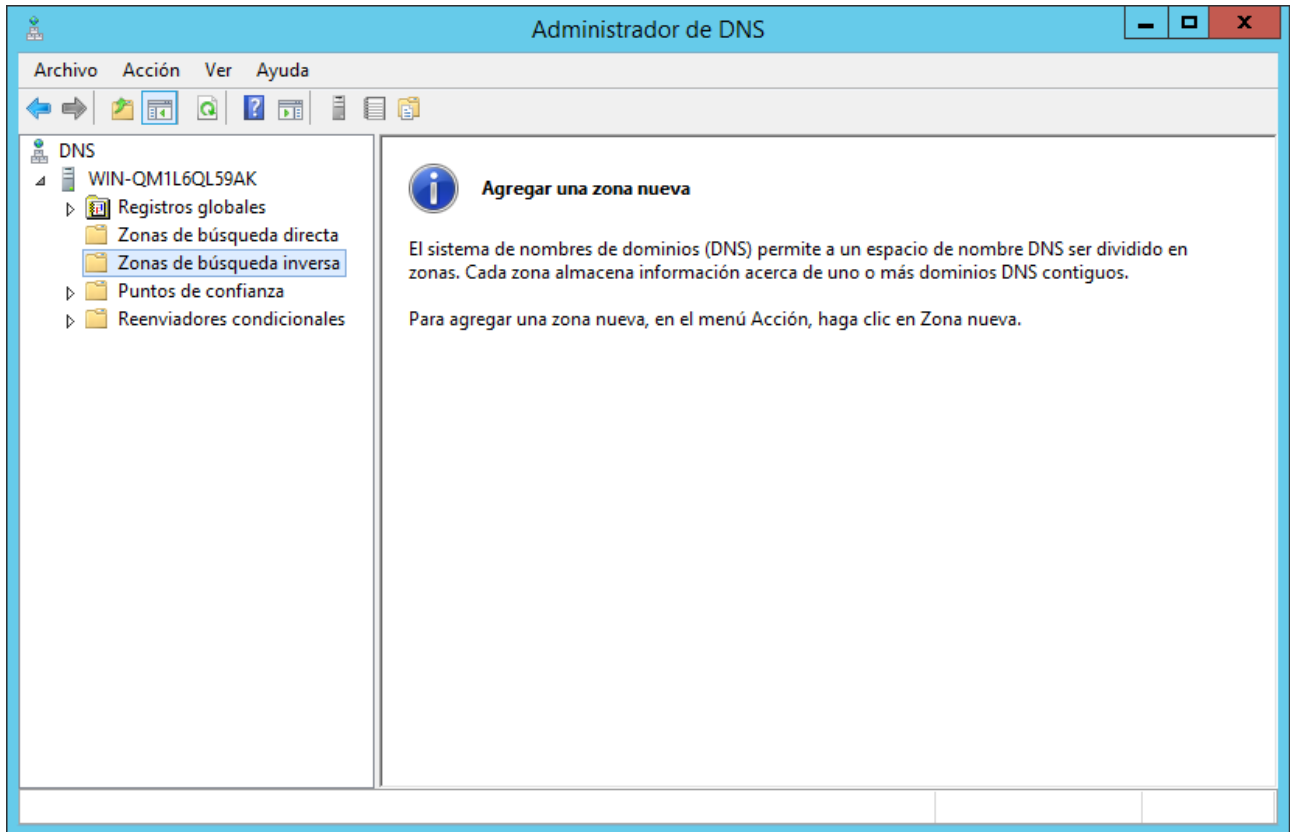 Administrador de DNS
Archivo Acción Ver Ayuda
DNS
WIN-QM1L6QL59AK
Registros globales
Zonas de búsqueda directa
Zonas de búsqueda inversa
Puntos de confianza
Reenviadores condicionales
Agregar una zona nueva
El sistema de nombres de dominios (DNS) permite a un espacio de nombre DNS ser dividido en
zonas. Cada zona almacena información acerca de uno o más dominios DNS contiguos.
Para agregar una zona nueva, en el menú Acción, haga clic en Zona nueva.